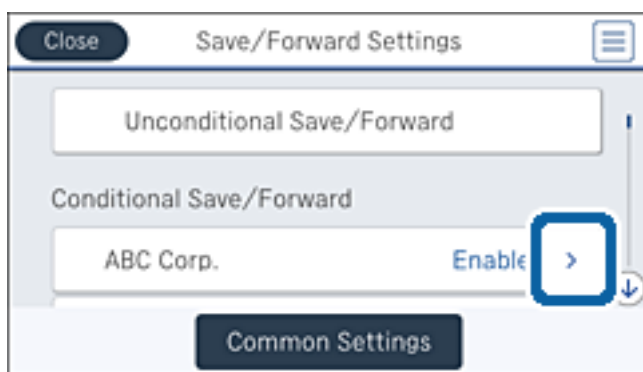 Close Save/Forward Settings
Unconditional Save/Forward
Conditional Save/Forward
ABC Corp. Enable >
Common Settings